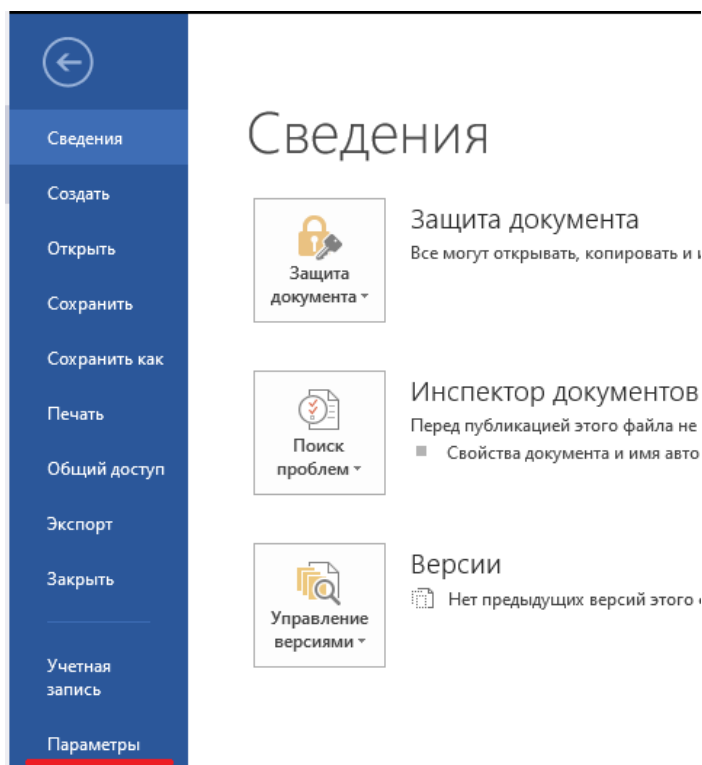 Сведения
Создать
Открыть
Сохранить
Сохранить как
Печать
Общий доступ
Экспорт
Закрыть
Учетная
запись
Параметры
Сведения
Защита
документа
Защита документа
Все могут открывать, копировать и
Поиск
проблем
Инспектор документов
Перед публикацией этого файла не
Свойства документа и имя авто
Управление
версиями
Версии
Нет предыдущих версий этого